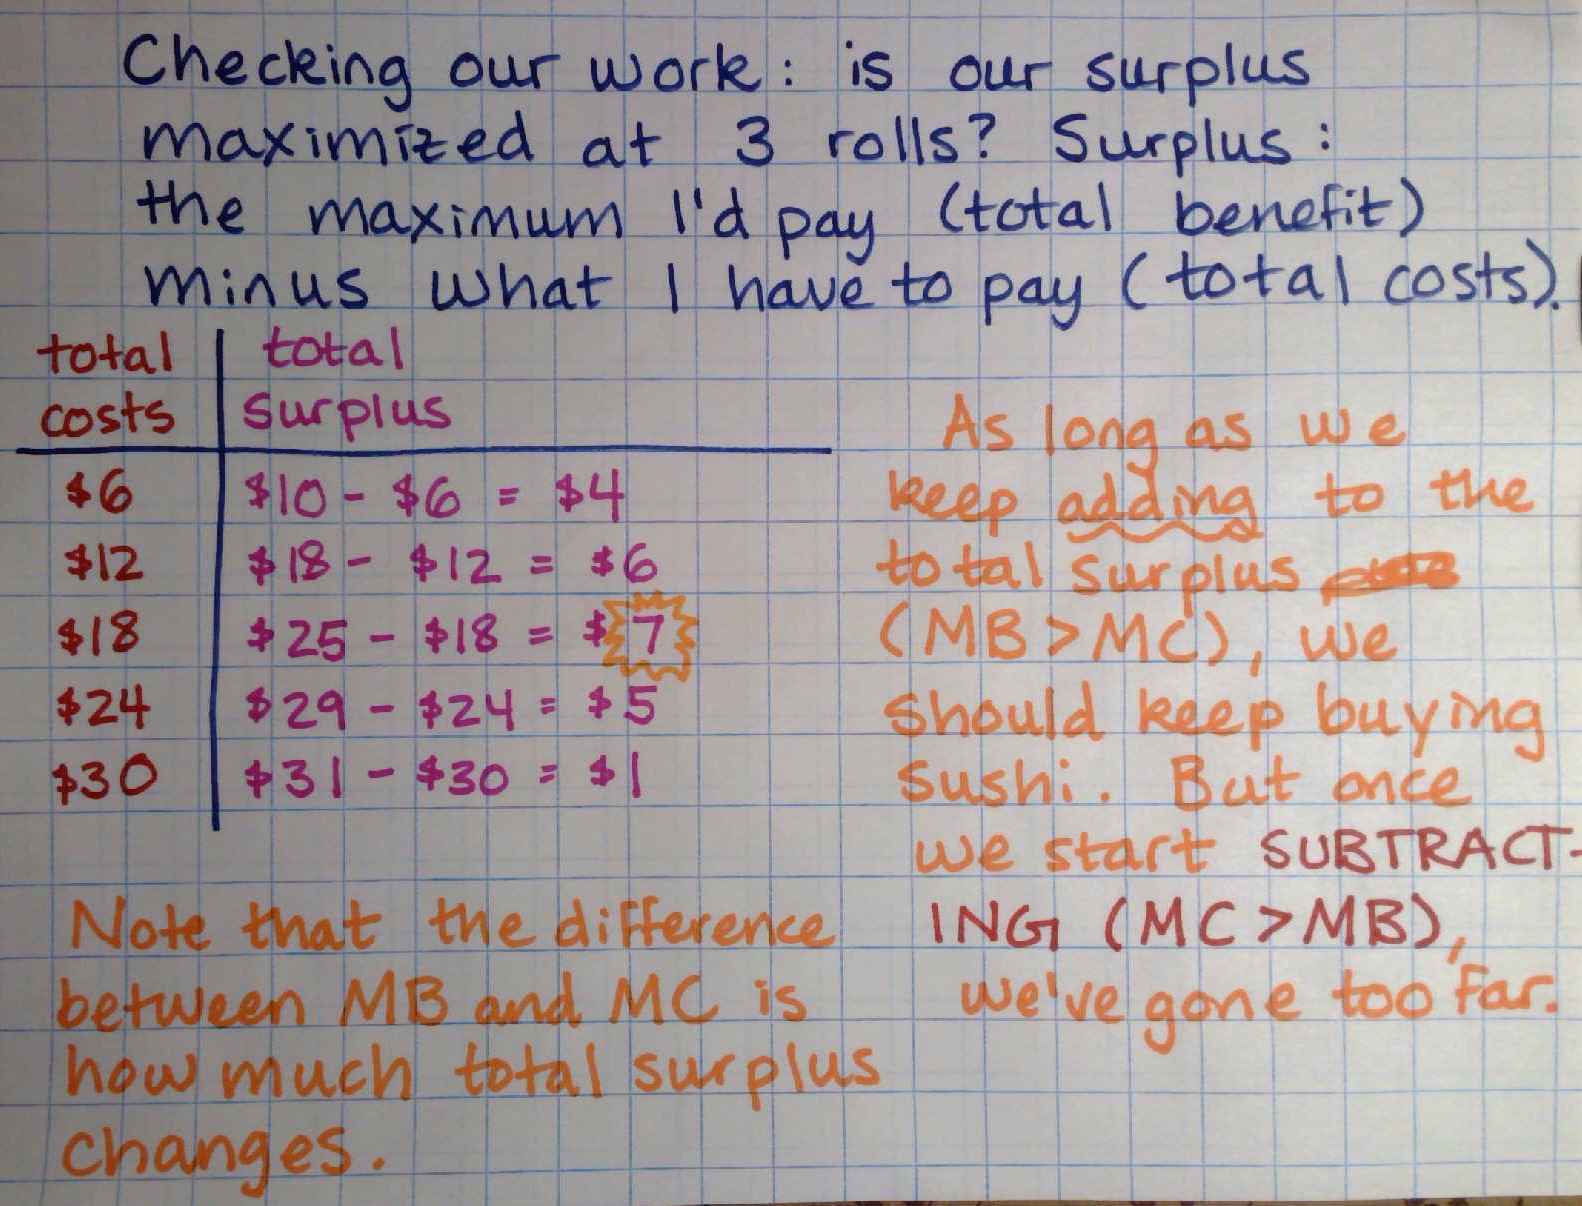 Checking our work: is our surplus
maximized at 3 rolls? Surplus:
the maximum I'd pay (total benefit)
minus what I have to pay (total costs).
total | total
costs | surplus
$6 | $10 - $6 = $4
$12 | $18 - $12 = $6
$18 | $25 - $18 = $7
$24 | $29 - $24 = $5
$30 | $31 - $30 = $1
As long as we
keep adding to the
total surplus
(MB > MC), we
should keep buying
sushi. But once
we start SUBTRACT-
ING (MC > MB),
we've gone too far.
Note that the difference
between MB and MC is
how much total surplus
changes.